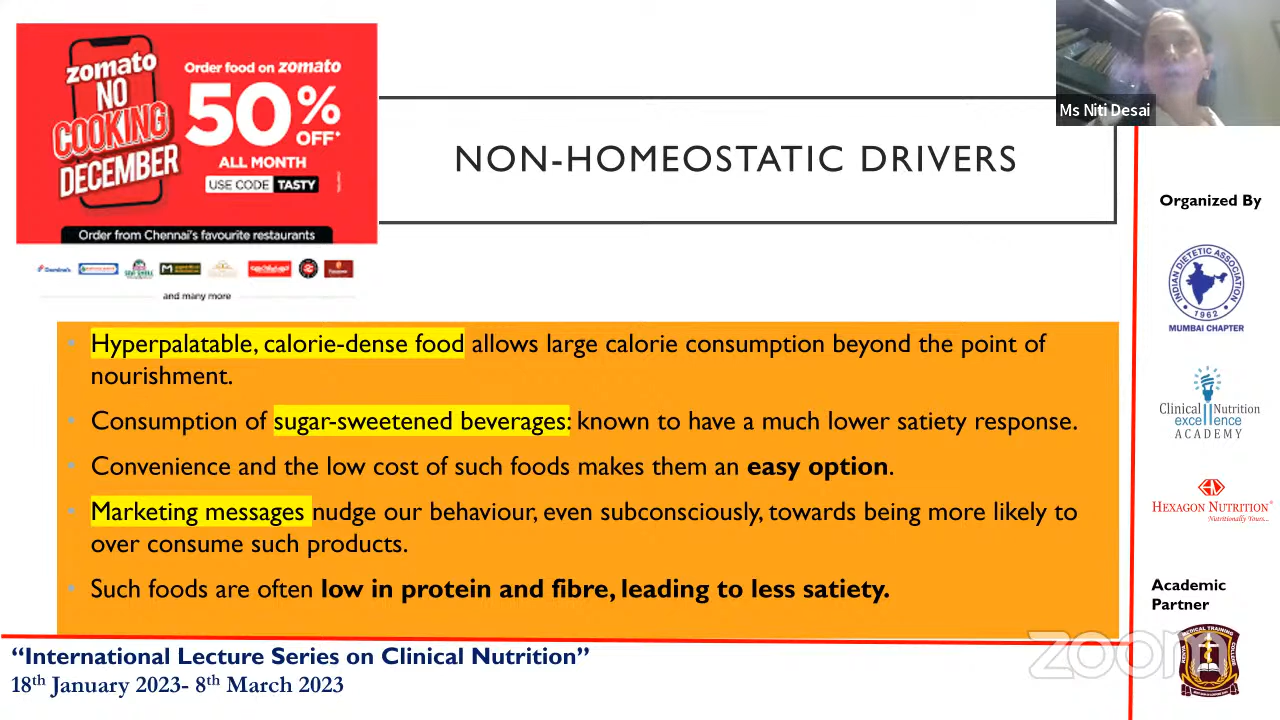 zomato
NO
COOKING
DECEMBER
Order food on zomato
50%
OFF*
ALL MONTH
USE CODE TASTY
Order from Chennai's favourite restaurants
Domino's
and many more
Ms Niti Desai
NON-HOMEOSTATIC DRIVERS
Hyperpalatable, calorie-dense food allows large calorie consumption beyond the point of
nourishment.
Consumption of sugar-sweetened beverages: known to have a much lower satiety response.
Convenience and the low cost of such foods makes them an easy option.
Marketing messages nudge our behaviour, even subconsciously, towards being more likely to
over consume such products.
Such foods are often low in protein and fibre, leading to less satiety.
Organized By
INDIAN DIETETIC ASSOCIATION
1962
MUMBAI CHAPTER
Clinical Nutrition
excellence
ACADEMY
HEXAGON NUTRITION
Nutritionally Yours...
Academic
Partner
MEDICAL TRAINING
COLLEGE
zoom
“International Lecture Series on Clinical Nutrition”
18th January 2023- 8th March 2023